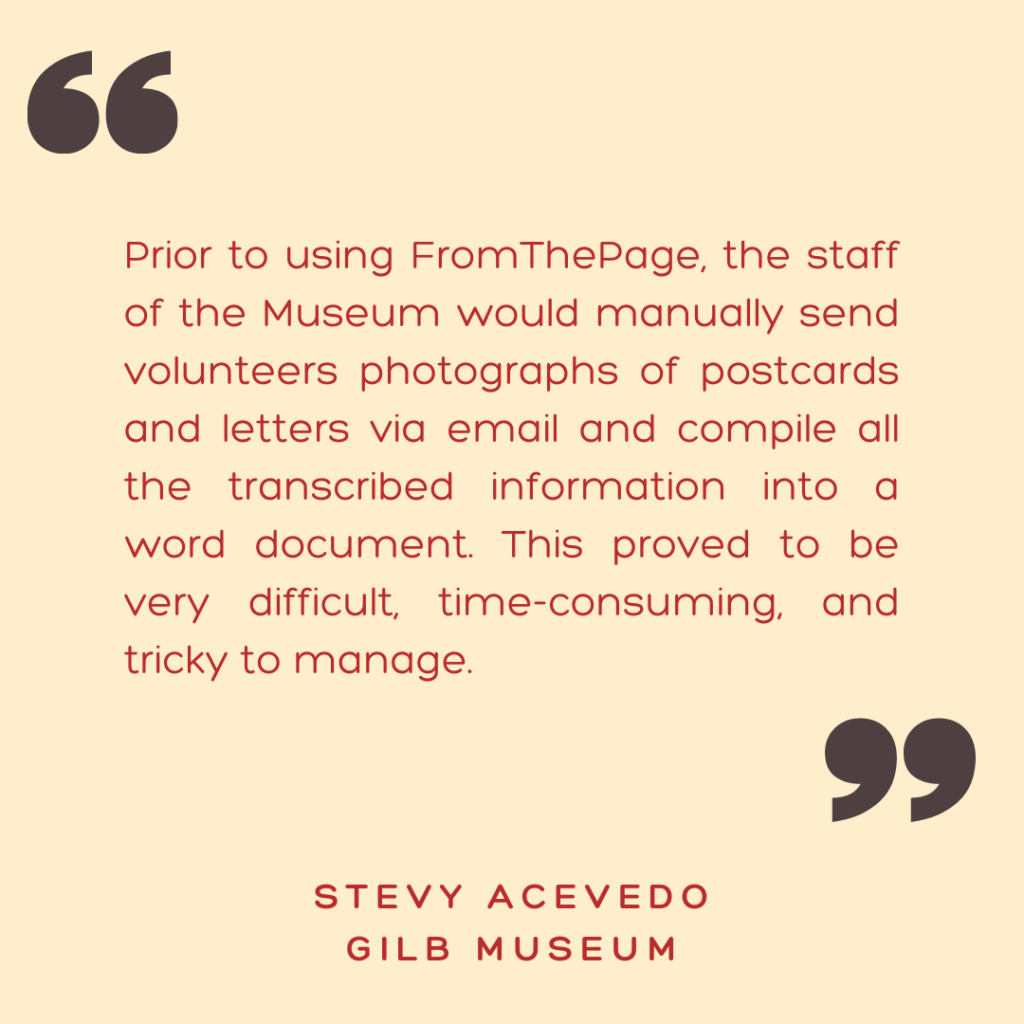 “
Prior to using FromThePage, the staff
of the Museum would manually send
volunteers photographs of postcards
and letters via email and compile all
the transcribed information into a
word document. This proved to be
very difficult, time-consuming, and
tricky to manage.
”
STEVY ACEVEDO
GILB MUSEUM